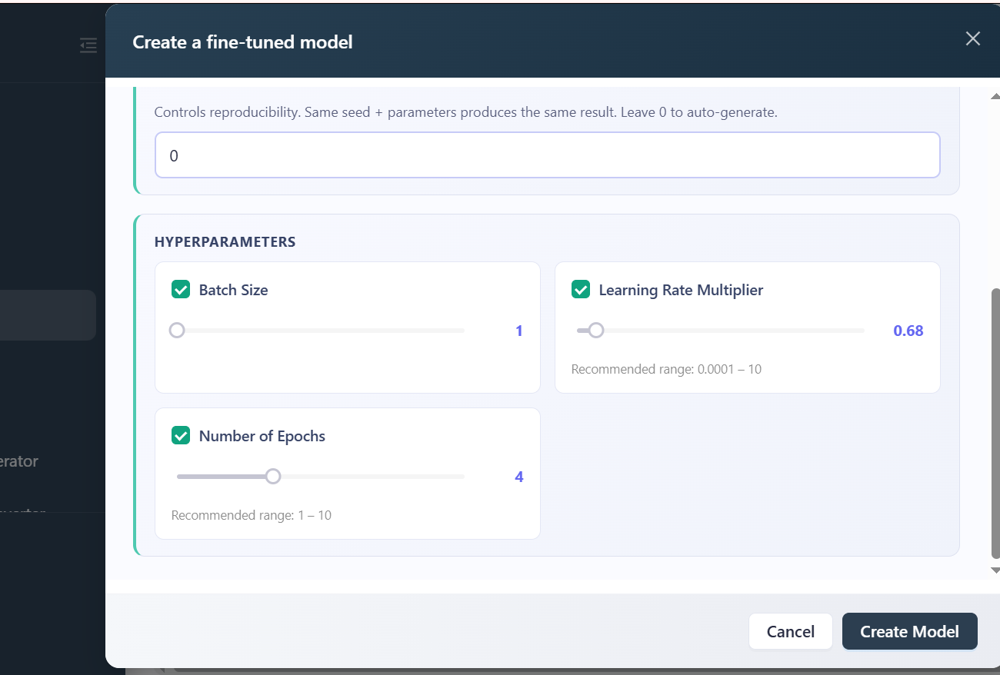 Create a fine-tuned model
Controls reproducibility. Same seed + parameters produces the same result. Leave 0 to auto-generate.
0
HYPERPARAMETERS
Batch Size
1
Learning Rate Multiplier
0.68
Recommended range: 0.0001 – 10
Number of Epochs
4
Recommended range: 1 – 10
erator
Cancel
Create Model